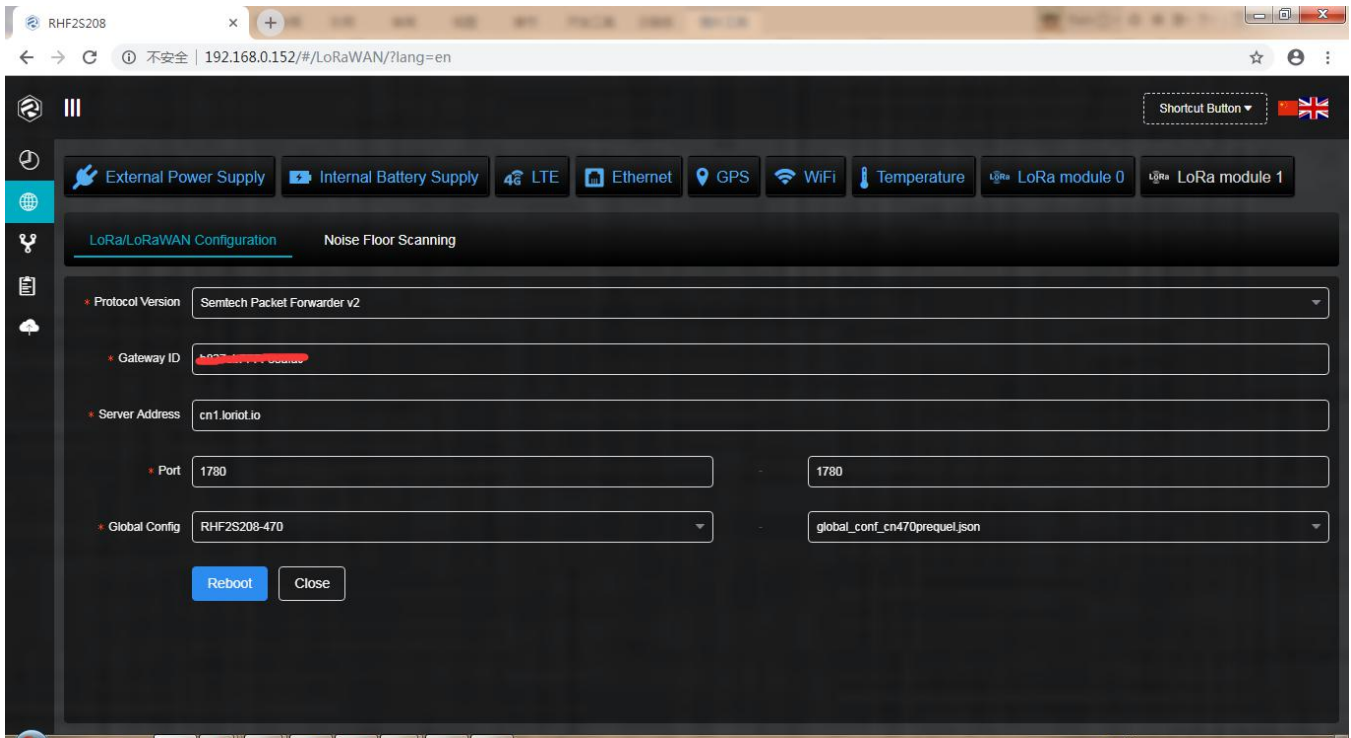 RHF2S208
不安全 | 192.168.0.152/#/LoRaWAN/?lang=en
Shortcut Button
External Power Supply
Internal Battery Supply
4G LTE
Ethernet
GPS
WiFi
Temperature
LoRa LoRa module 0
LoRa LoRa module 1
LoRa/LoRaWAN Configuration
Noise Floor Scanning
* Protocol Version Semtech Packet Forwarder v2
* Gateway ID
* Server Address cn1.loriot.io
* Port 1780 - 1780
* Global Config RHF2S208-470 - global_conf_cn470prequel.json
Reboot Close